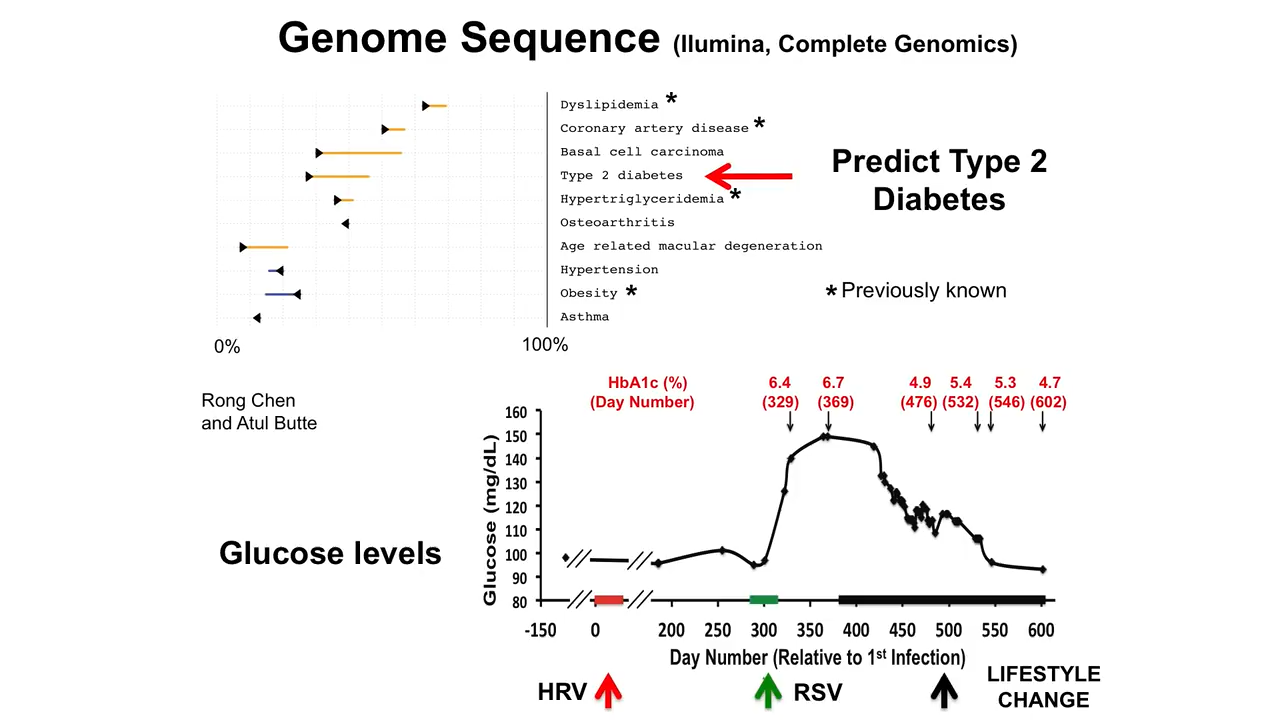 Genome Sequence (Ilumina, Complete Genomics)
Dyslipidemia *
Coronary artery disease *
Basal cell carcinoma
Type 2 diabetes
Hypertriglyceridemia *
Osteoarthritis
Age related macular degeneration
Hypertension
Obesity *
Asthma
0% 100%
Predict Type 2
Diabetes
* Previously known
Rong Chen
and Atul Butte
HbA1c (%) 6.4 6.7 4.9 5.4 5.3 4.7
(Day Number) (329) (369) (476) (532) (546) (602)
Glucose levels
Glucose (mg/dL)
160
150
140
130
120
110
100
90
80
-150 0 200 250 300 350 400 450 500 550 600
Day Number (Relative to 1st Infection)
HRV RSV LIFESTYLE
CHANGE